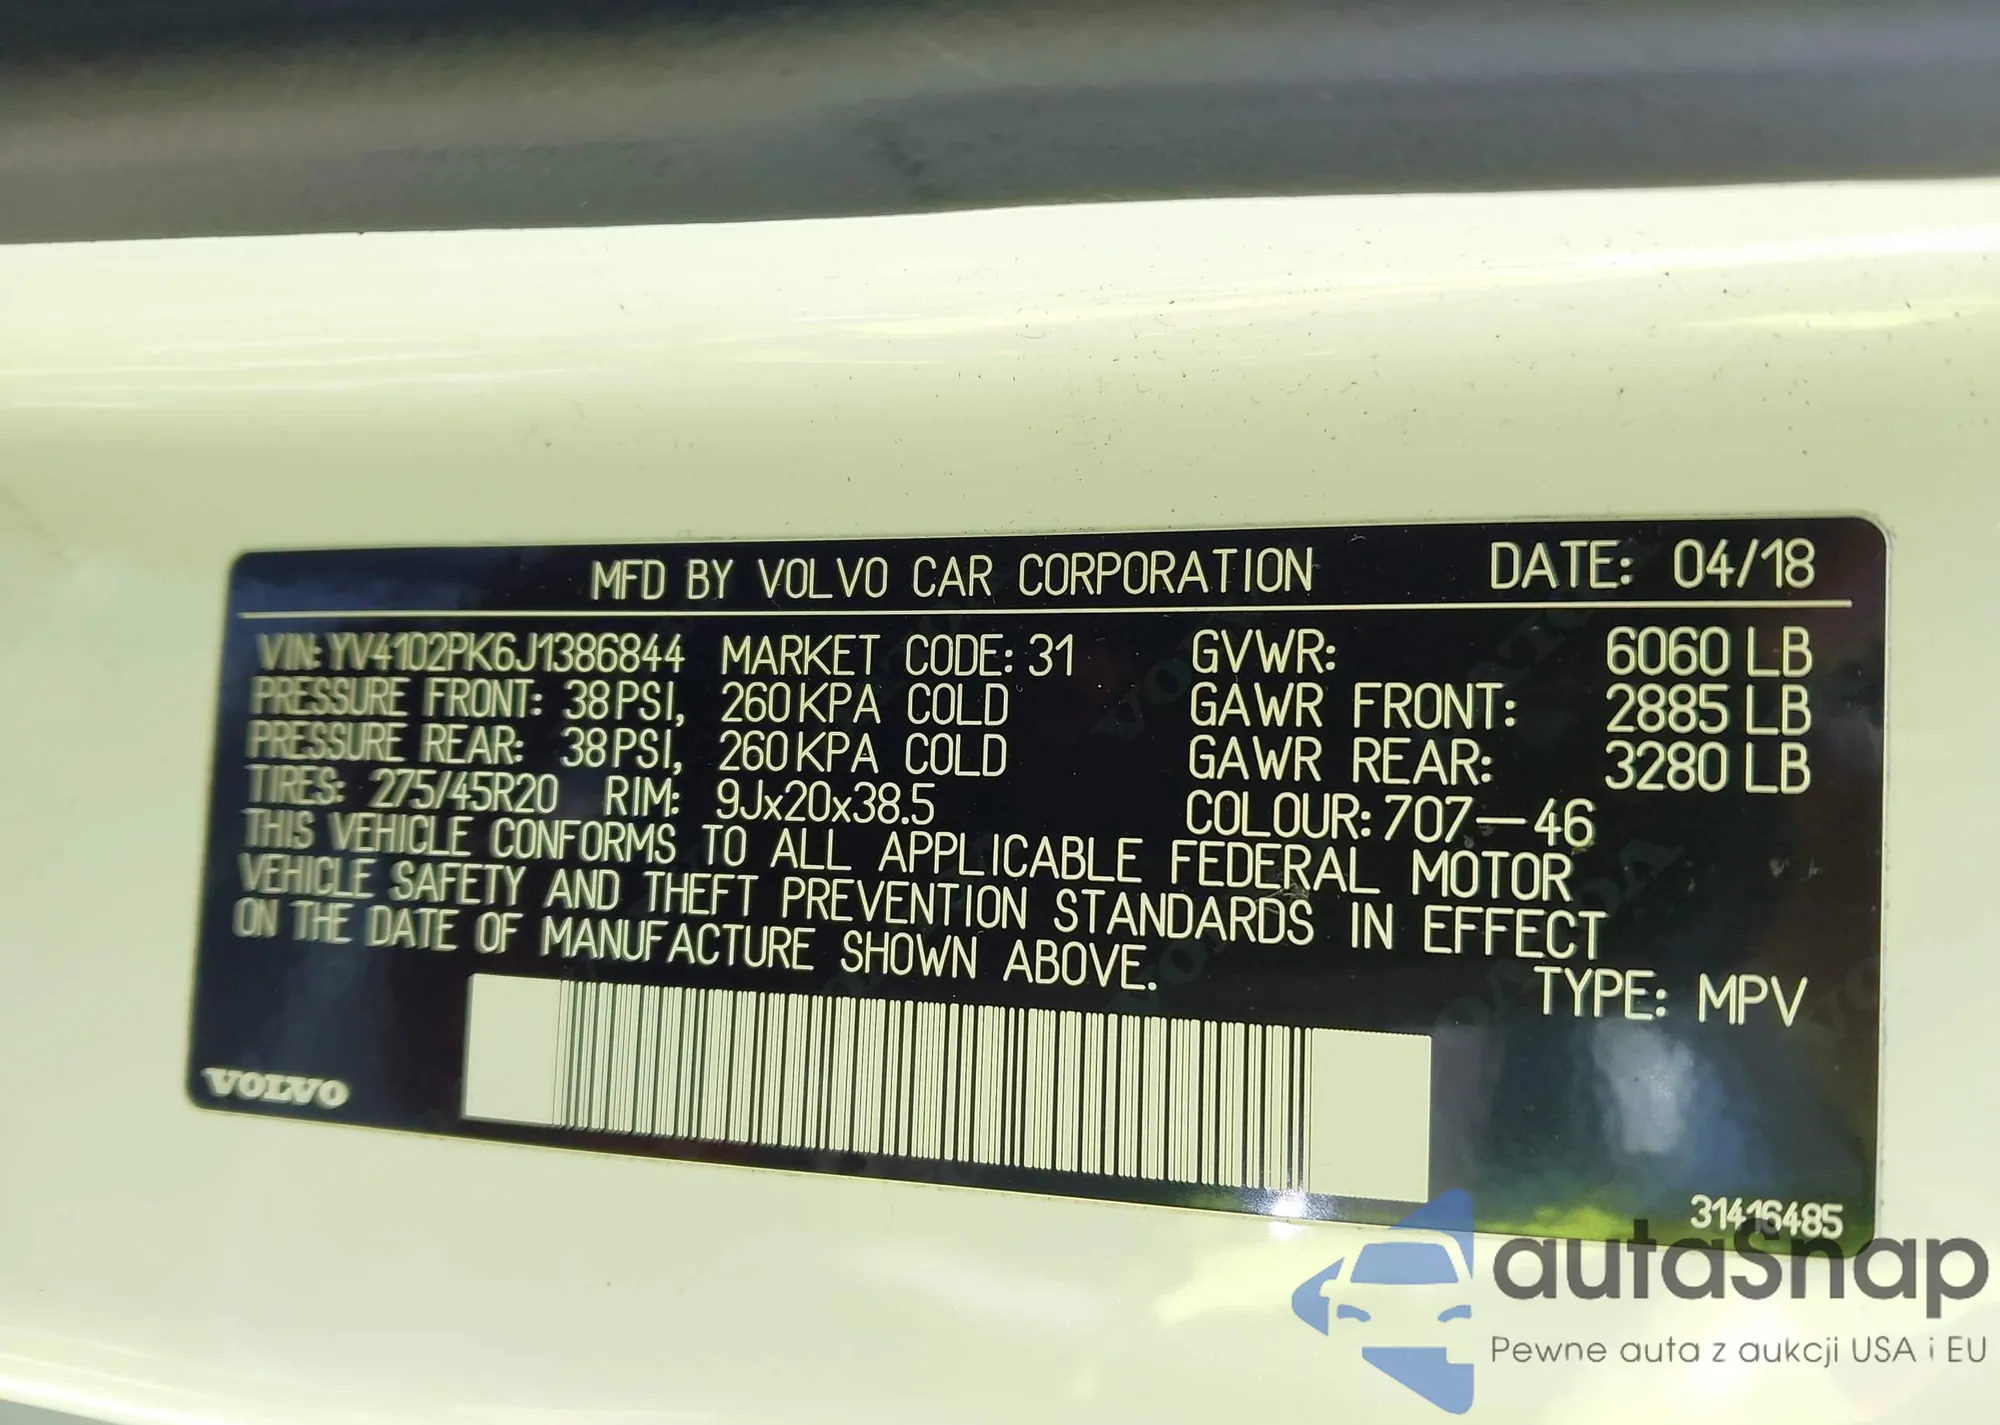 MFD BY VOLVO CAR CORPORATION DATE: 04/18
VIN: YV4102PK6J1386844 MARKET CODE: 31 GVWR: 6060 LB
PRESSURE FRONT: 38 PSI, 260 KPA COLD GAWR FRONT: 2885 LB
PRESSURE REAR: 38 PSI, 260 KPA COLD GAWR REAR: 3280 LB
TIRES: 275/45R20 RIM: 9Jx20x38.5 COLOUR: 707-46
THIS VEHICLE CONFORMS TO ALL APPLICABLE FEDERAL MOTOR
VEHICLE SAFETY AND THEFT PREVENTION STANDARDS IN EFFECT
ON THE DATE OF MANUFACTURE SHOWN ABOVE.
TYPE: MPV
VOLVO
31416485
autaSnap
Pewne auta z aukcji USA i EU